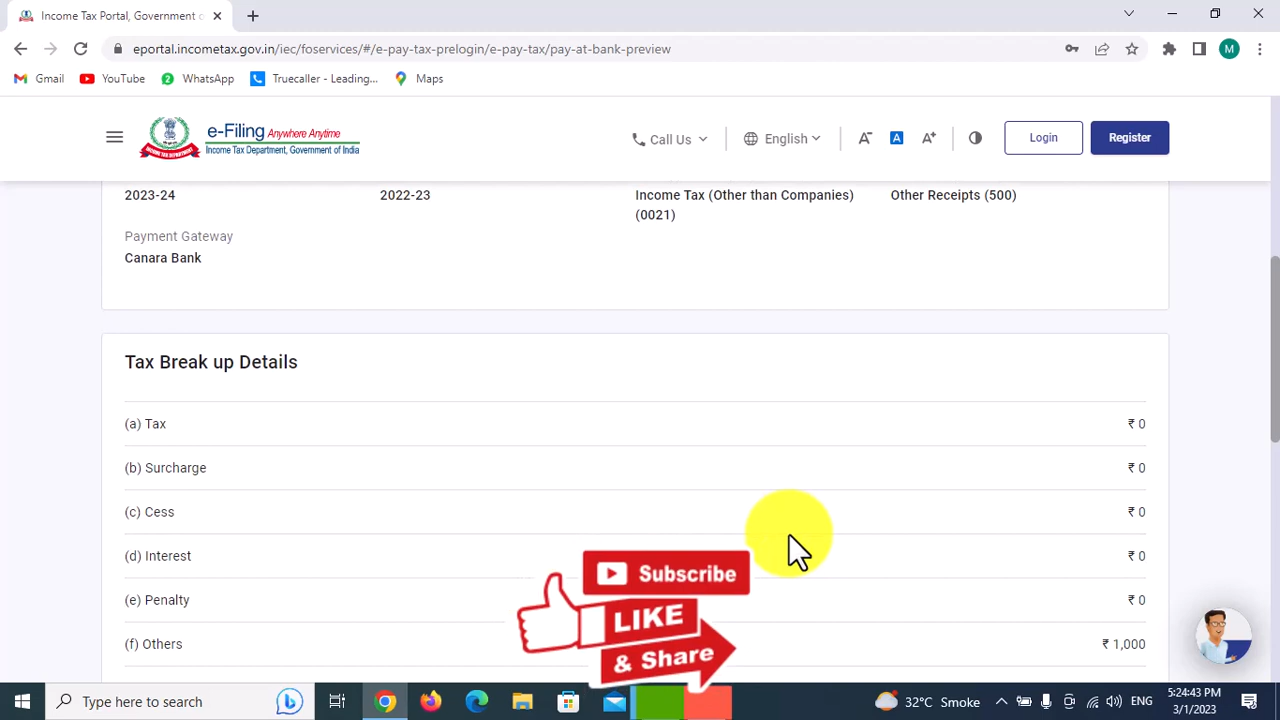 Income Tax Portal, Government o
eportal.incometax.gov.in/iec/foservices/#/e-pay-tax-prelogin/e-pay-tax/pay-at-bank-preview
M
Gmail
YouTube
WhatsApp
Truecaller - Leading...
Maps
e-Filing Anywhere Anytime
Income Tax Department, Government of India
INCOME TAX DEPARTMENT
Call Us
English
A-
A
A+
Login
Register
2023-24
2022-23
Income Tax (Other than Companies)
(0021)
Other Receipts (500)
Payment Gateway
Canara Bank
Tax Break up Details
(a) Tax ₹ 0
(b) Surcharge ₹ 0
(c) Cess ₹ 0
(d) Interest ₹ 0
(e) Penalty ₹ 0
(f) Others ₹ 1,000
Subscribe
LIKE
& Share
Type here to search
32°C Smoke
ENG
5:24:43 PM
3/1/2023